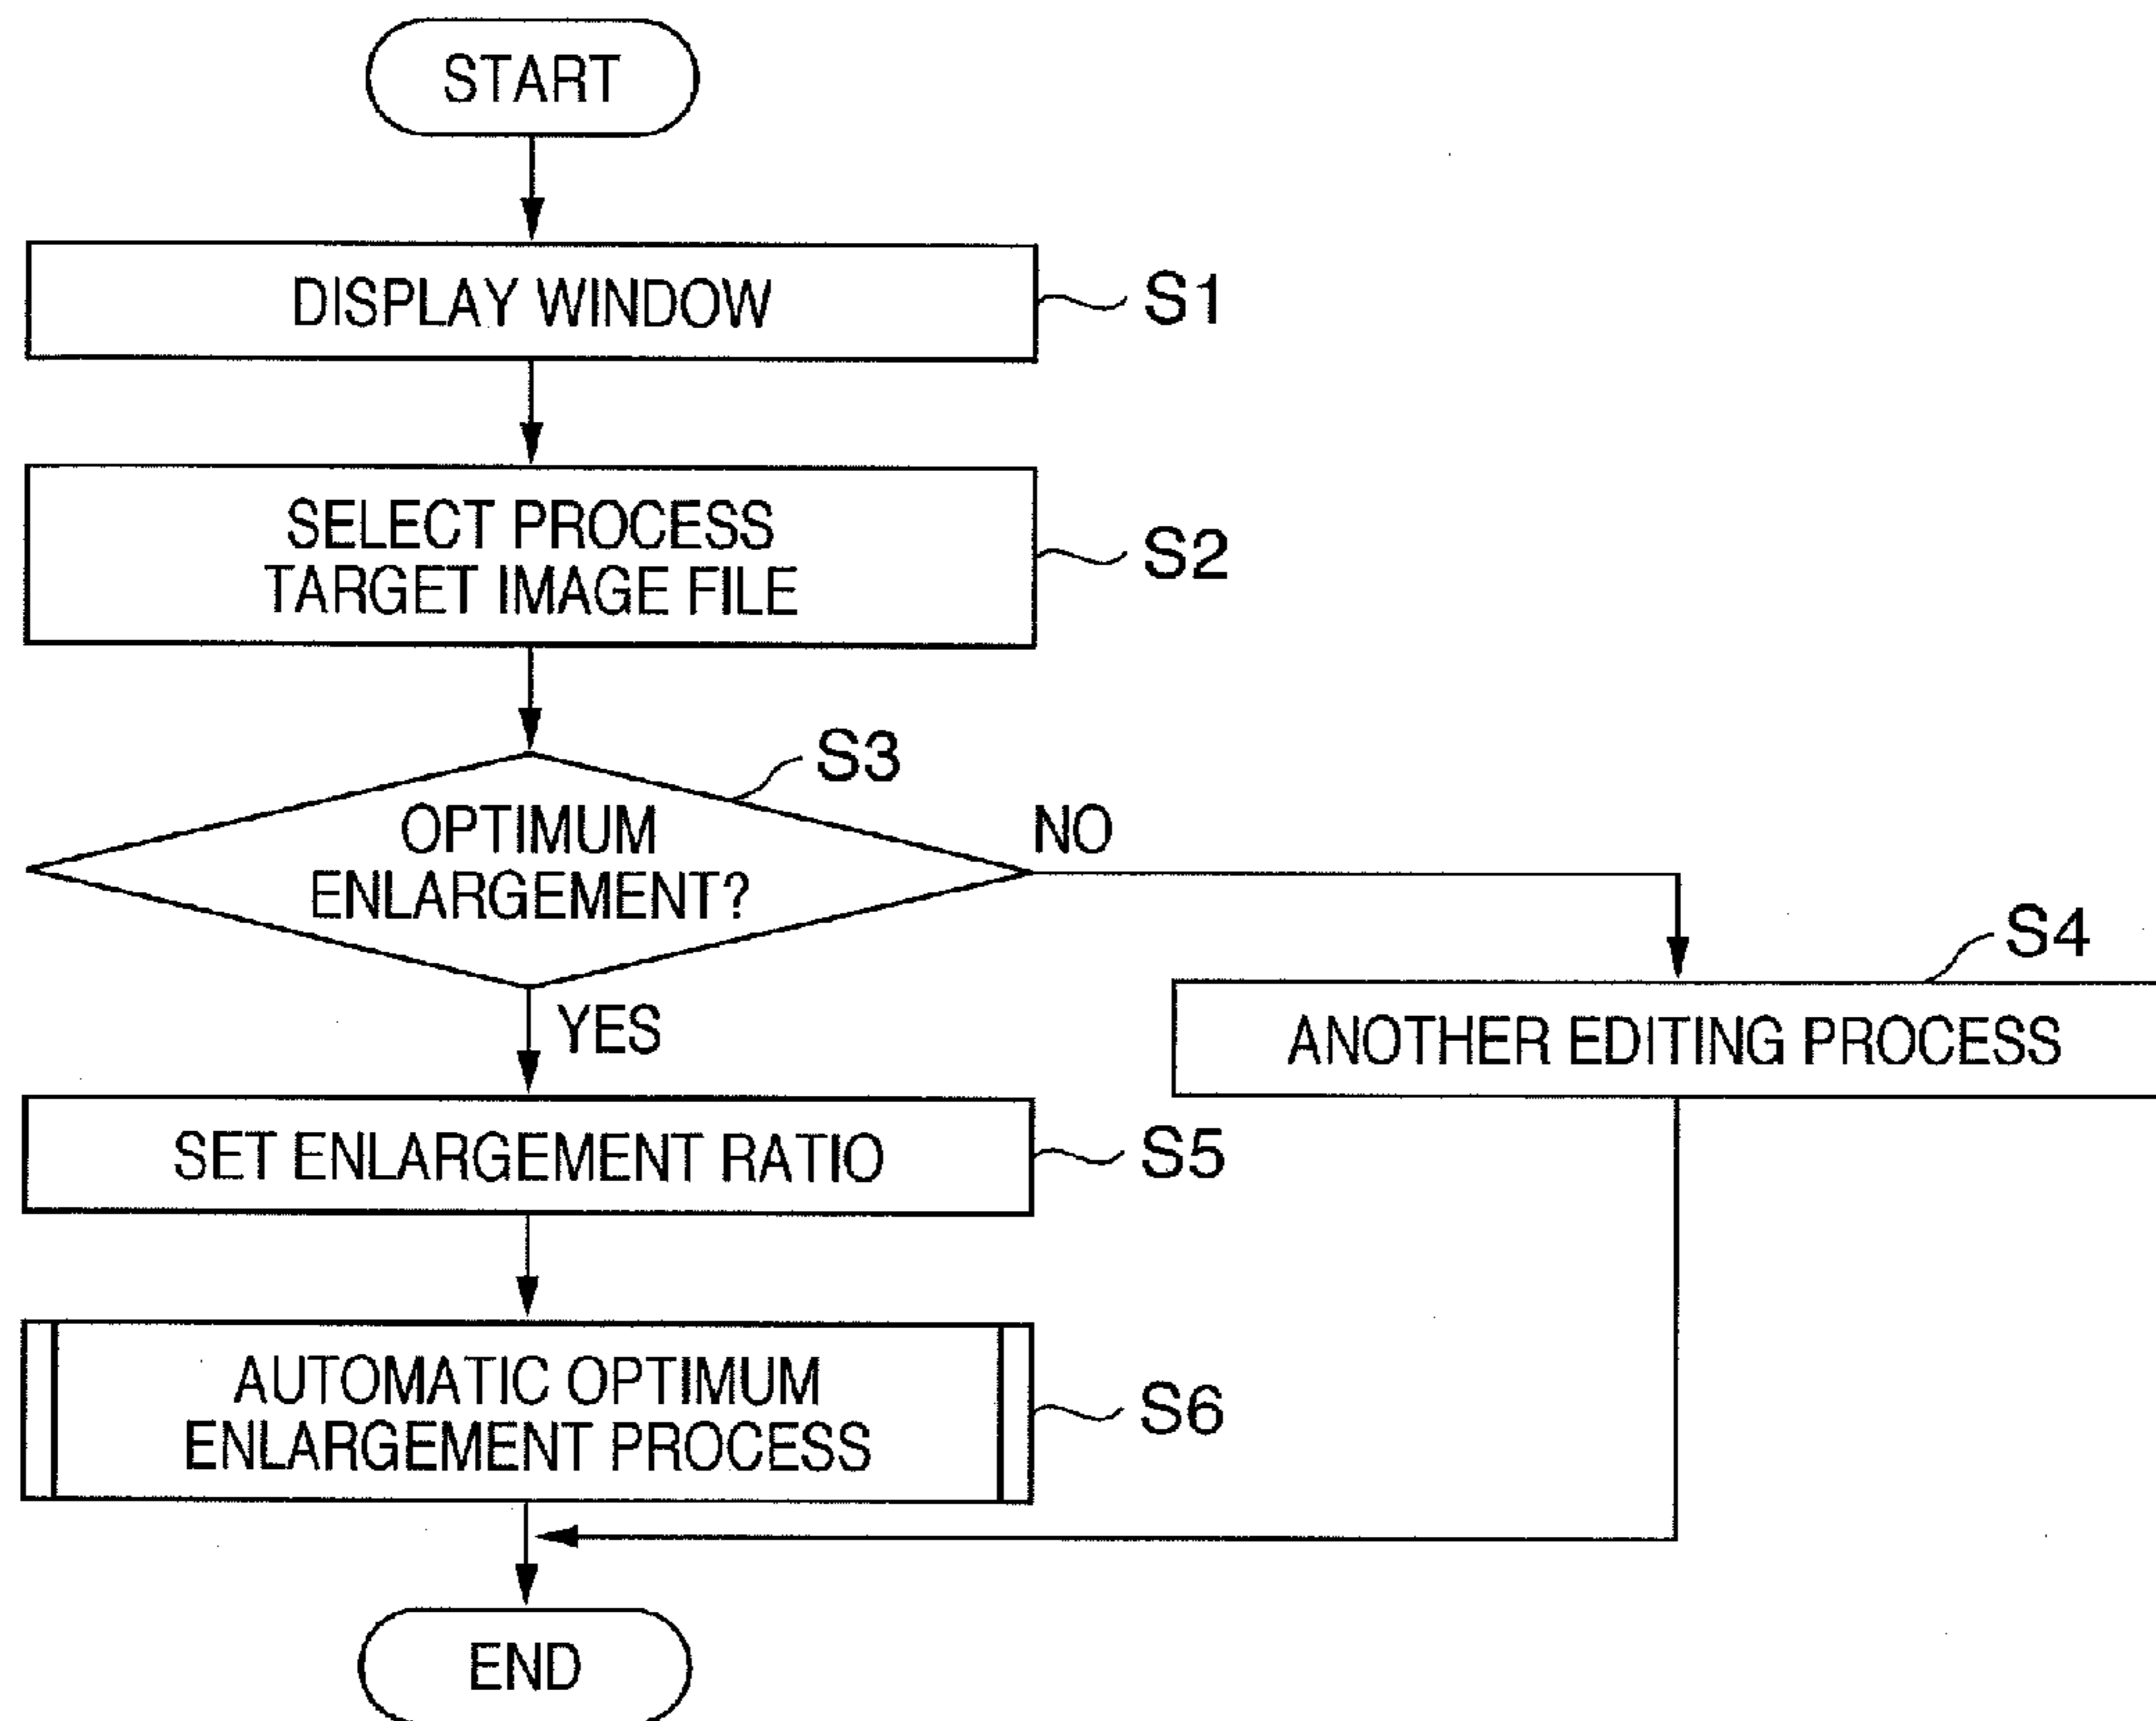 START
DISPLAY WINDOW
S1
SELECT PROCESS
TARGET IMAGE FILE
S2
S3
OPTIMUM
ENLARGEMENT?
NO
YES
S4
ANOTHER EDITING PROCESS
SET ENLARGEMENT RATIO
S5
AUTOMATIC OPTIMUM
ENLARGEMENT PROCESS
S6
END